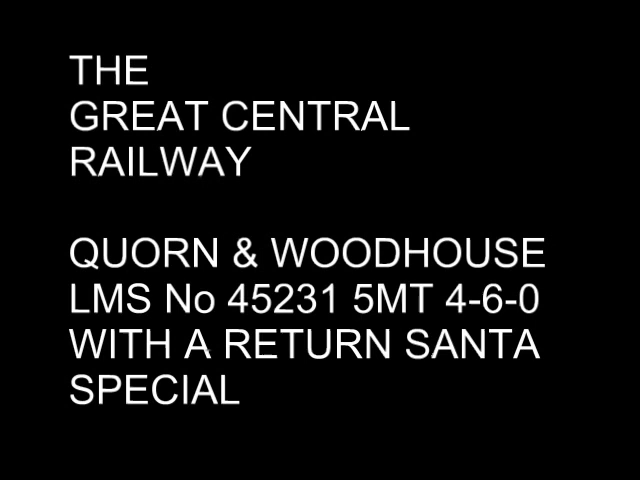 THE
GREAT CENTRAL
RAILWAY
QUORN & WOODHOUSE
LMS No 45231 5MT 4-6-0
WITH A RETURN SANTA
SPECIAL